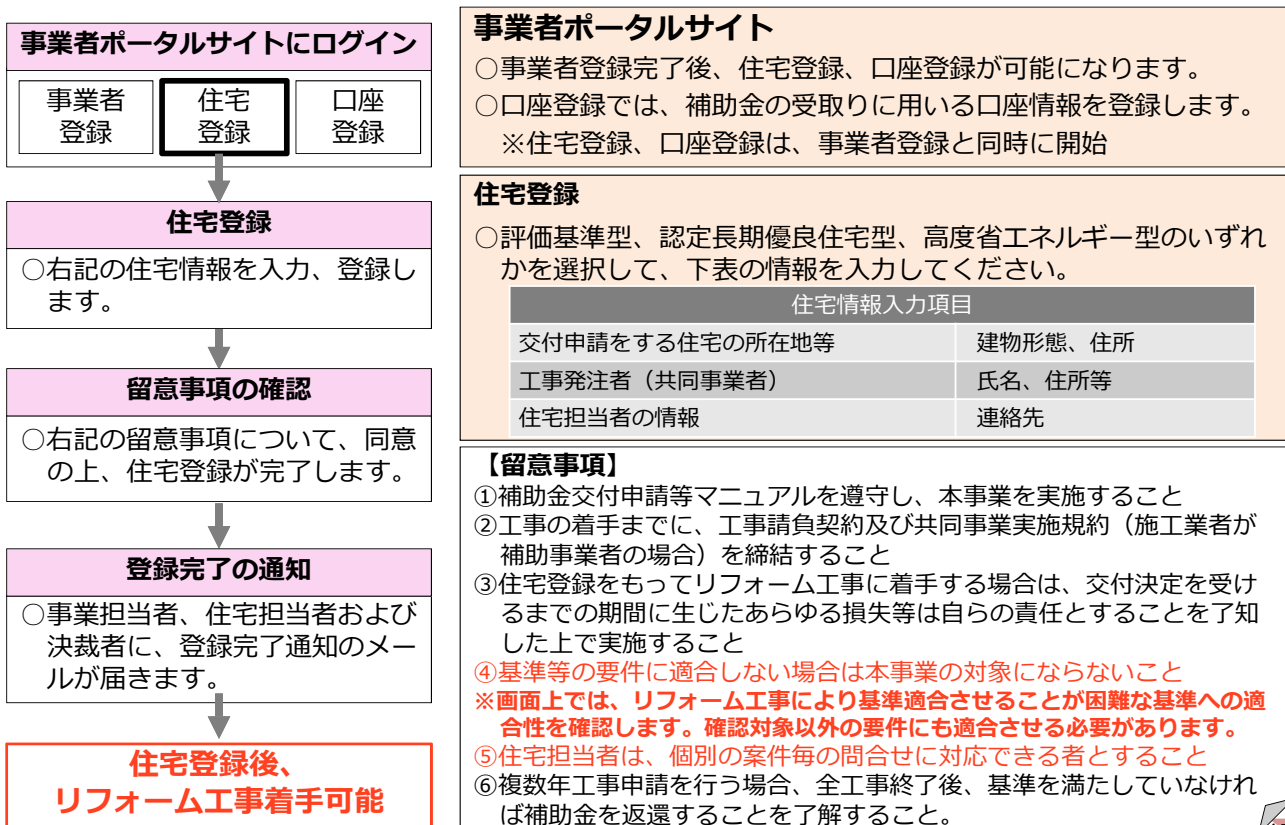 事業者ポータルサイトにログイン
事業者
登録
住宅
登録
口座
登録
住宅登録
○右記の住宅情報を入力、登録し
ます。
留意事項の確認
○右記の留意事項について、同意
の上、住宅登録が完了します。
登録完了の通知
○事業担当者、住宅担当者および
決裁者に、登録完了通知のメー
ルが届きます。
住宅登録後、
リフォーム工事着手可能
事業者ポータルサイト
○事業者登録完了後、住宅登録、口座登録が可能になります。
○口座登録では、補助金の受取りに用いる口座情報を登録します。
※住宅登録、口座登録は、事業者登録と同時に開始
住宅登録
○評価基準型、認定長期優良住宅型、高度省エネルギー型のいずれ
かを選択して、下表の情報を入力してください。
住宅情報入力項目
交付申請をする住宅の所在地等 建物形態、住所
工事発注者（共同事業者） 氏名、住所等
住宅担当者の情報 連絡先
【留意事項】
①補助金交付申請等マニュアルを遵守し、本事業を実施すること
②工事の着手までに、工事請負契約及び共同事業実施規約（施工業者が
補助事業者の場合）を締結すること
③住宅登録をもってリフォーム工事に着手する場合は、交付決定を受け
るまでの期間に生じたあらゆる損失等は自らの責任とすることを了知
した上で実施すること
④基準等の要件に適合しない場合は本事業の対象にならないこと
※画面上では、リフォーム工事により基準適合させることが困難な基準への適
合性を確認します。確認対象以外の要件にも適合させる必要があります。
⑤住宅担当者は、個別の案件毎の問合せに対応できる者とすること
⑥複数年工事申請を行う場合、全工事終了後、基準を満たしていなけれ
ば補助金を返還することを了解すること。